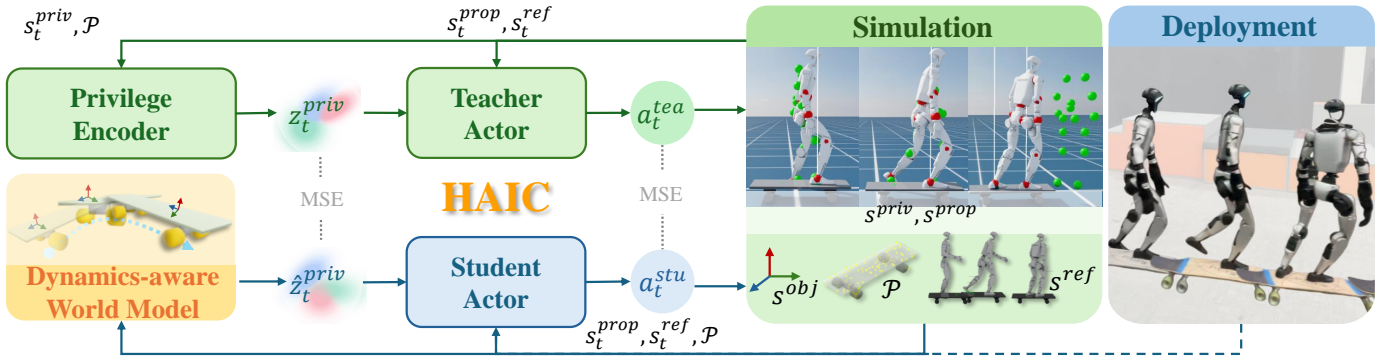 s_t^{priv}, 𝒫
s_t^{prop}, s_t^{ref}
Simulation
Deployment
Privilege
Encoder
z_t^{priv}
Teacher
Actor
a_t^{tea}
MSE
HAIC
MSE
s^{priv}, s^{prop}
Dynamics-aware
World Model
ẑ_t^{priv}
Student
Actor
a_t^{stu}
s^{obj}
𝒫
s^{ref}
s_t^{prop}, s_t^{ref}, 𝒫